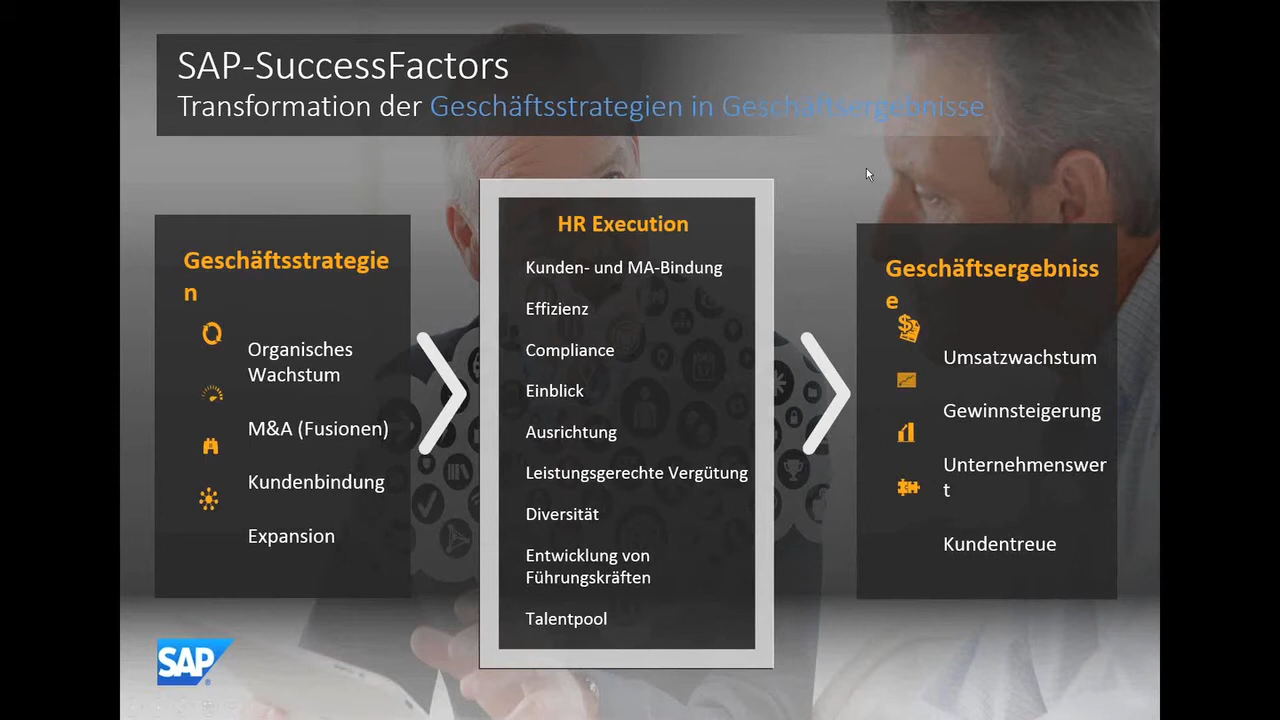 SAP-SuccessFactors
Transformation der Geschäftsstrategien in Geschäftsergebnisse
Geschäftsstrategie
n
Organisches
Wachstum
M&A (Fusionen)
Kundenbindung
Expansion
HR Execution
Kunden- und MA-Bindung
Effizienz
Compliance
Einblick
Ausrichtung
Leistungsgerechte Vergütung
Diversität
Entwicklung von
Führungskräften
Talentpool
Geschäftsergebniss
e
Umsatzwachstum
Gewinnsteigerung
Unternehmenswer
t
Kundentreue
SAP